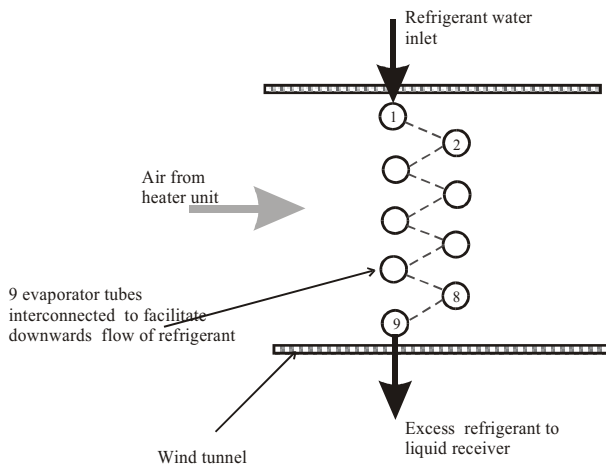 Refrigerant water
inlet
1
2
Air from
heater unit
9 evaporator tubes
interconnected to facilitate
downwards flow of refrigerant
8
9
Excess refrigerant to
liquid receiver
Wind tunnel